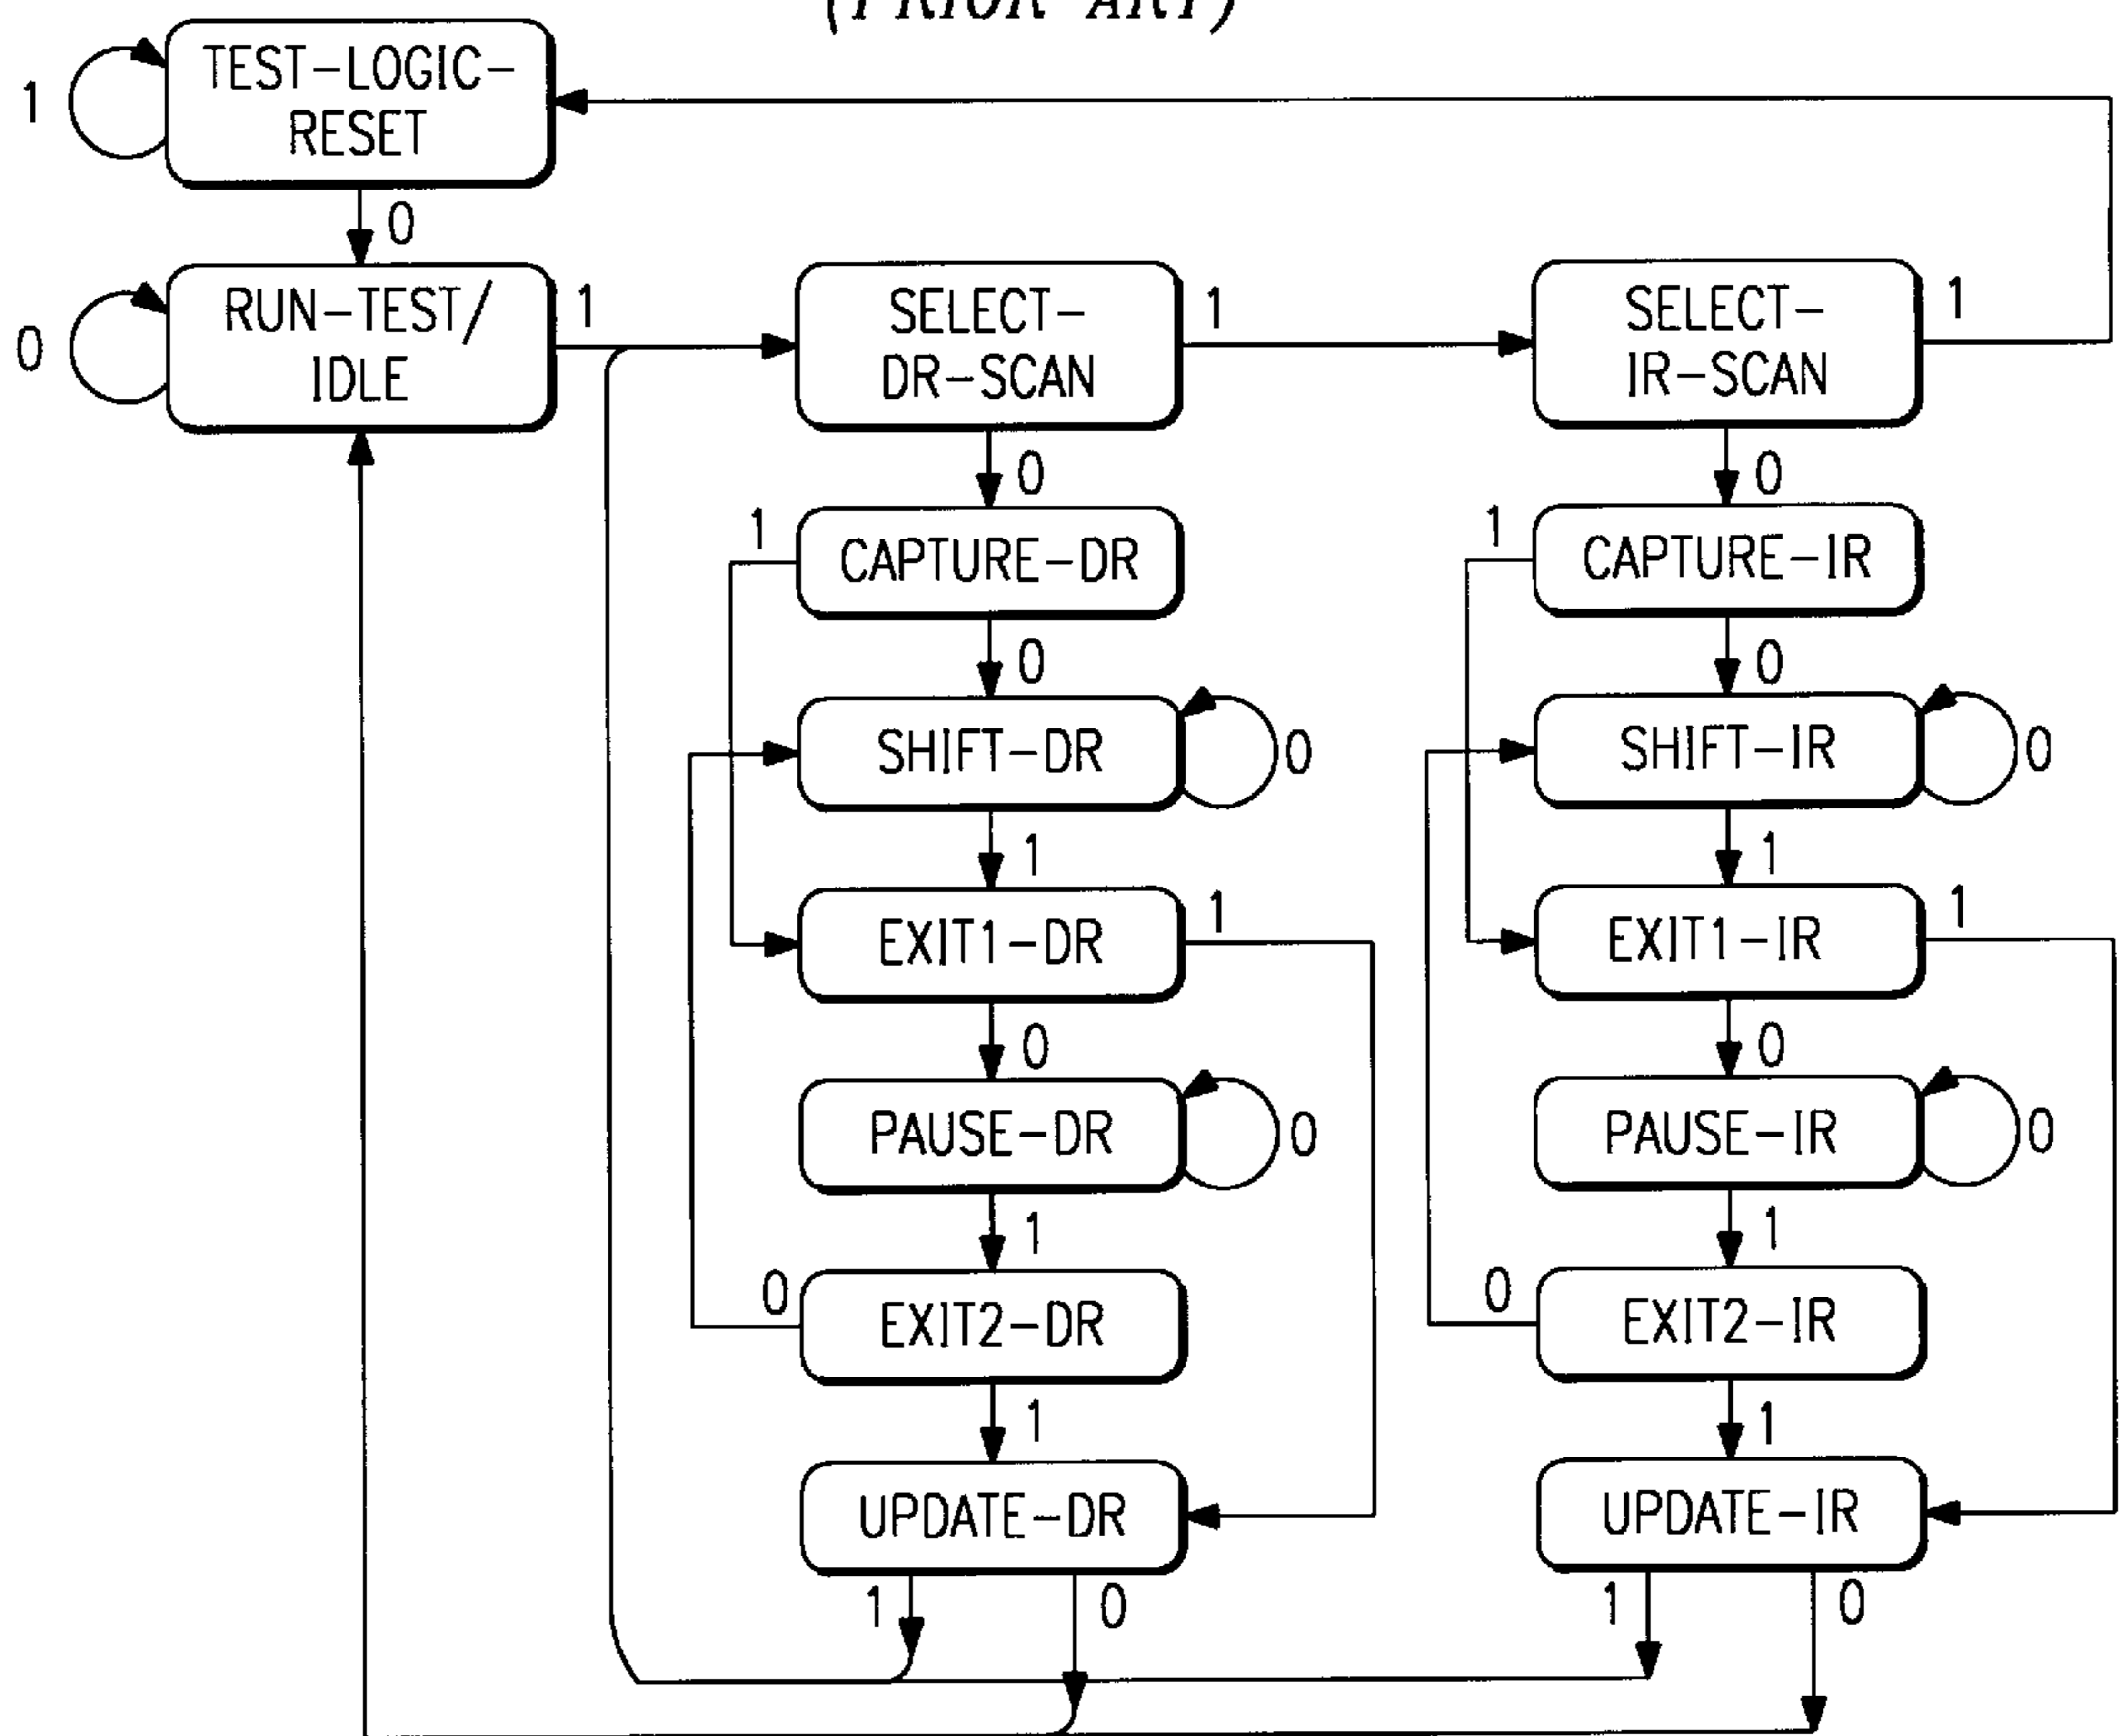 (PRIOR ART)
TEST-LOGIC-
RESET
1
0
RUN-TEST/
IDLE
0
1
SELECT-
DR-SCAN
1
SELECT-
IR-SCAN
1
0
0
1
CAPTURE-DR
1
CAPTURE-IR
0
0
SHIFT-DR
0
SHIFT-IR
0
1
1
EXIT1-DR
1
EXIT1-IR
1
0
0
PAUSE-DR
0
PAUSE-IR
0
1
1
0
EXIT2-DR
0
EXIT2-IR
1
1
UPDATE-DR
UPDATE-IR
1
0
1
0